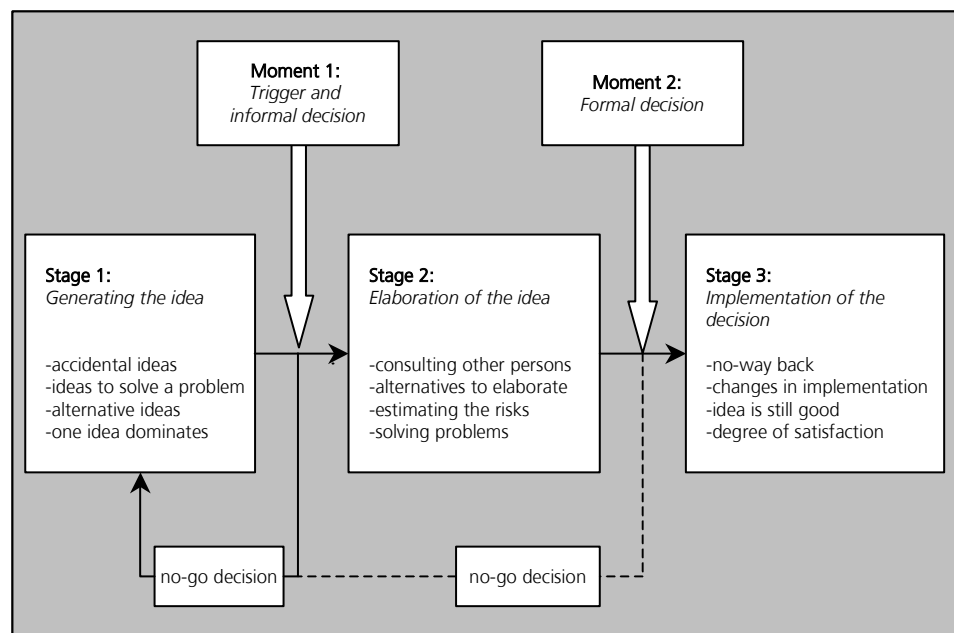 Moment 1:
Trigger and
informal decision
Moment 2:
Formal decision
Stage 1:
Generating the idea
-accidental ideas
-ideas to solve a problem
-alternative ideas
-one idea dominates
Stage 2:
Elaboration of the idea
-consulting other persons
-alternatives to elaborate
-estimating the risks
-solving problems
Stage 3:
Implementation of the
decision
-no-way back
-changes in implementation
-idea is still good
-degree of satisfaction
no-go decision
no-go decision